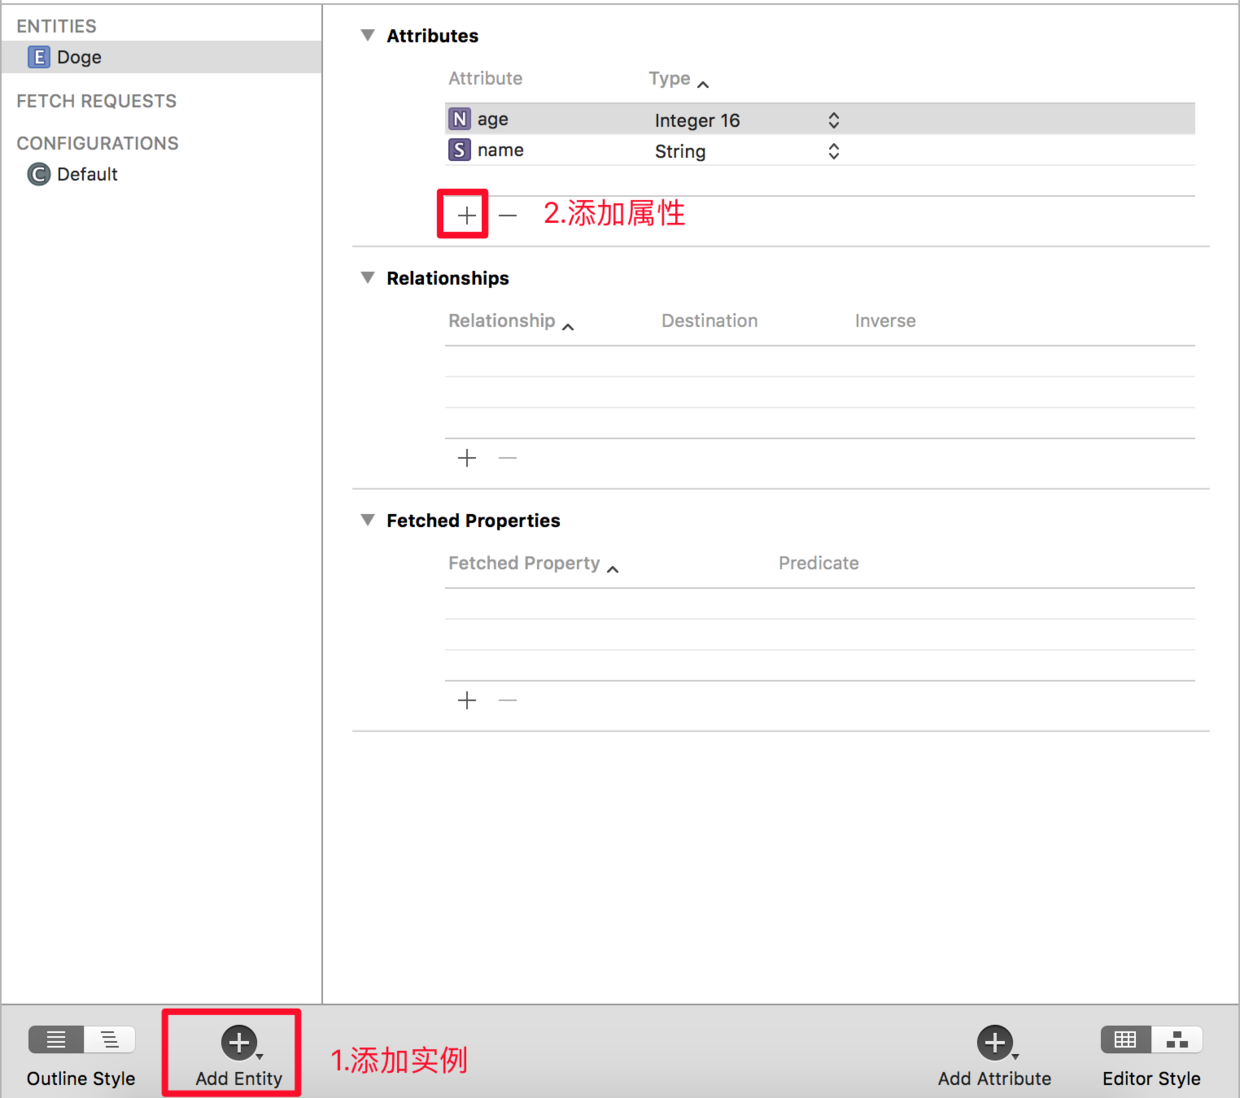 ENTITIES
E Doge
FETCH REQUESTS
CONFIGURATIONS
C Default
Attributes
Attribute Type
N age Integer 16
S name String
2.添加属性
Relationships
Relationship Destination Inverse
Fetched Properties
Fetched Property Predicate
1.添加实例
Outline Style Add Entity Add Attribute Editor Style